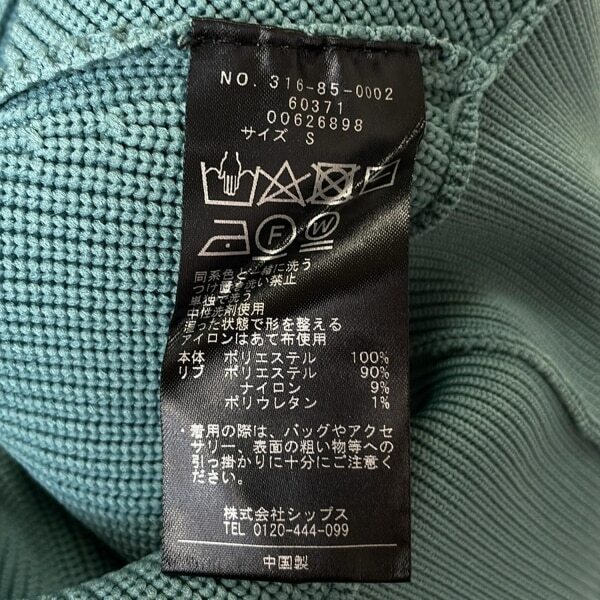 NO. 316-85-0002
60371
00626898
サイズ S
F W
同系色と一緒に洗う
つけ置き洗い禁止
単独で洗う
中性洗剤使用
湿った状態で形を整える
アイロンはあて布使用
本体 ポリエステル 100%
リブ ポリエステル 90%
ナイロン 9%
ポリウレタン 1%
・着用の際は、バッグやアクセ
サリー、表面の粗い物等への
引っ掛かりに十分にご注意く
ださい。
株式会社シップス
TEL 0120-444-099
中国製